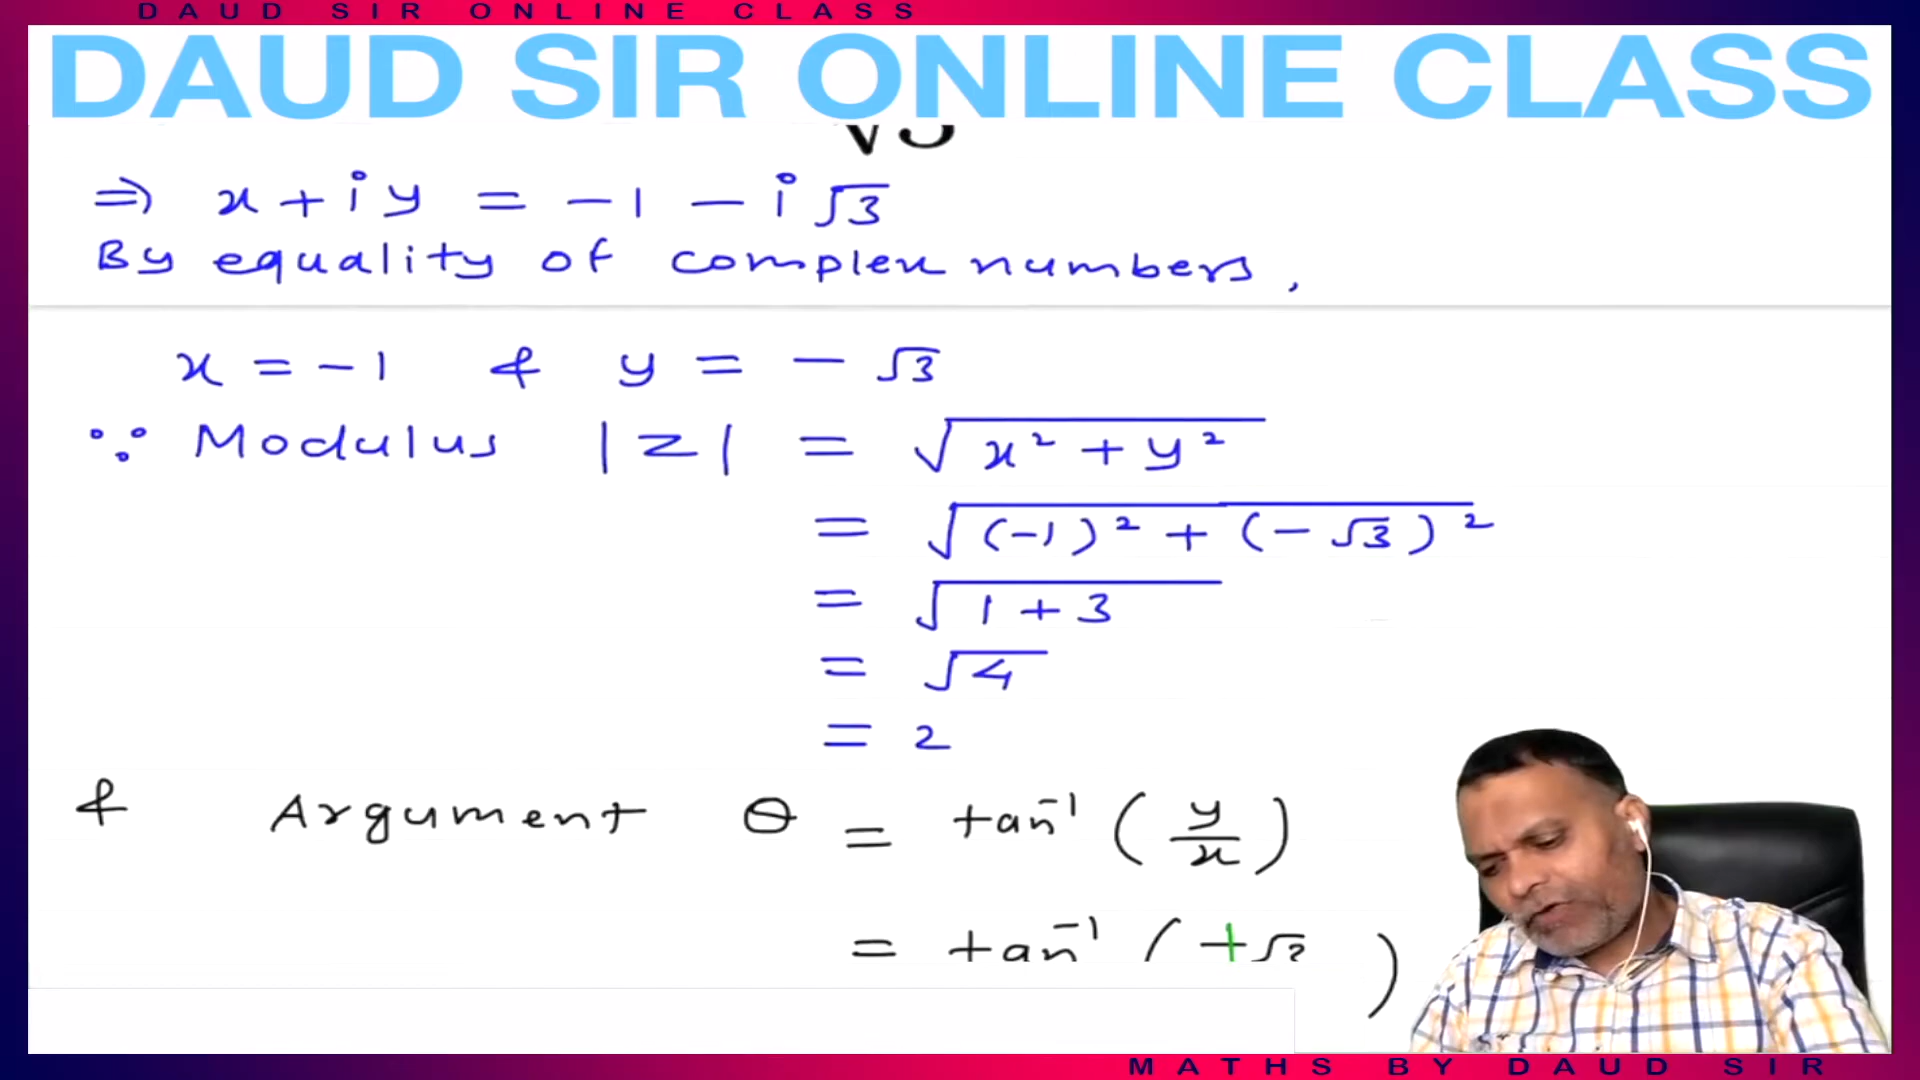 DAUD SIR ONLINE CLASS
DAUD SIR ONLINE CLASS
⇒ x + i y = - 1 - i √3
By equality of complex numbers,
x = - 1 & y = - √3
∵ Modulus |z| = √(x² + y²)
= √((-1)² + (-√3)²)
= √(1 + 3)
= √4
= 2
& Argument θ = tan⁻¹ (y/x)
= tan⁻¹ ( + √3 )
MATHS BY DAUD SIR